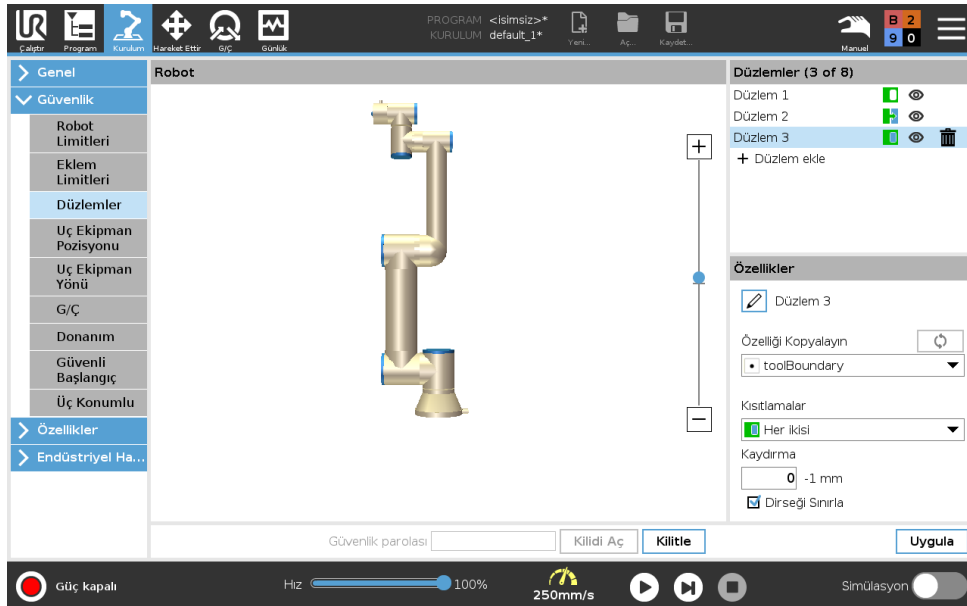 UR
PROGRAM <isimsiz>*
KURULUM default_1*
Çalıştır
Program
Kurulum
Hareket Ettir
G/Ç
Günlük
Yeni...
Aç...
Kaydet...
Manuel
B 2
9 0
Genel
Güvenlik
Robot
Limitleri
Eklem
Limitleri
Düzlemler
Uç Ekipman
Pozisyonu
Uç Ekipman
Yönü
G/Ç
Donanım
Güvenli
Başlangıç
Üç Konumlu
Özellikler
Endüstriyel Ha...
Robot
Düzlemler (3 of 8)
Düzlem 1
Düzlem 2
Düzlem 3
+ Düzlem ekle
Özellikler
Düzlem 3
Özelliği Kopyalayın
toolBoundary
Kısıtlamalar
Her ikisi
Kaydırma
0 -1 mm
Dirseği Sınırla
Güvenlik parolası
Kilidi Aç
Kilitle
Uygula
Güç kapalı
Hız
100%
250mm/s
Simülasyon